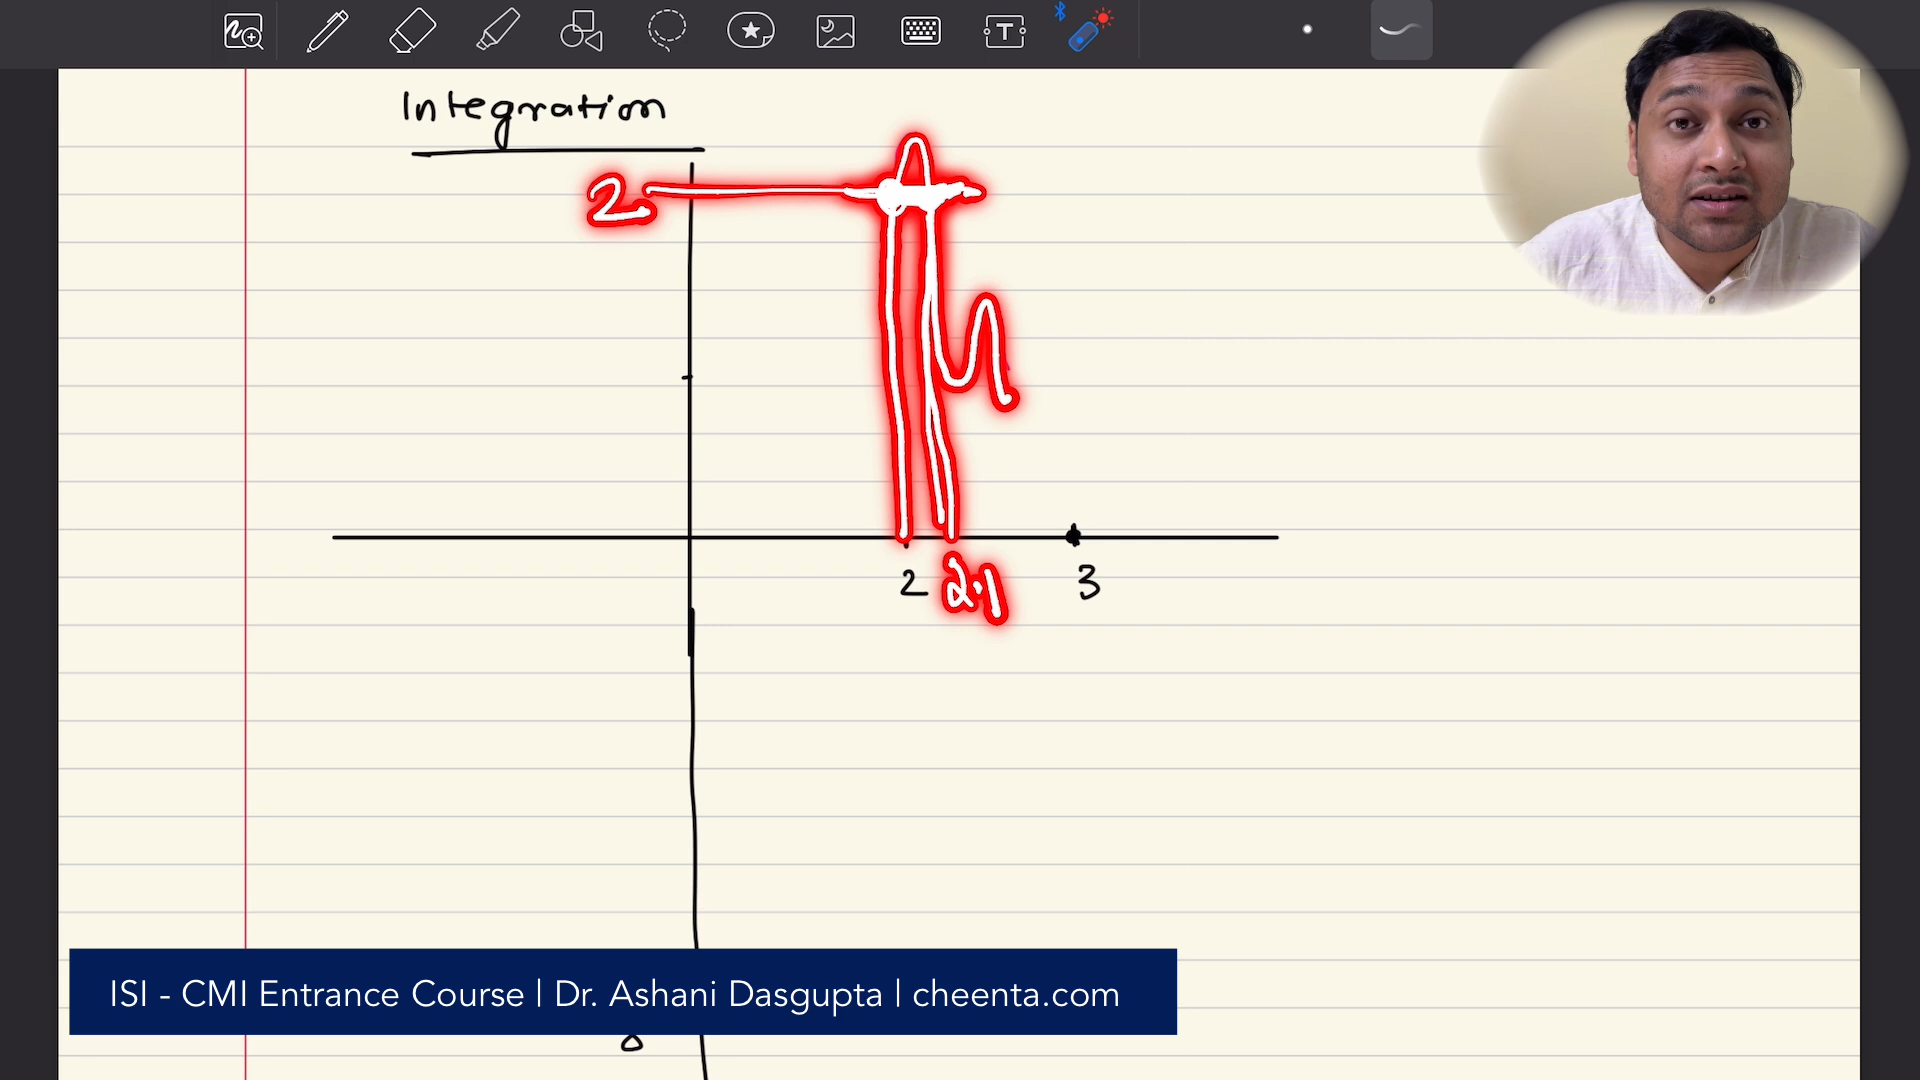 Integration
2
2 2.1 3
ISI - CMI Entrance Course | Dr. Ashani Dasgupta | cheenta.com